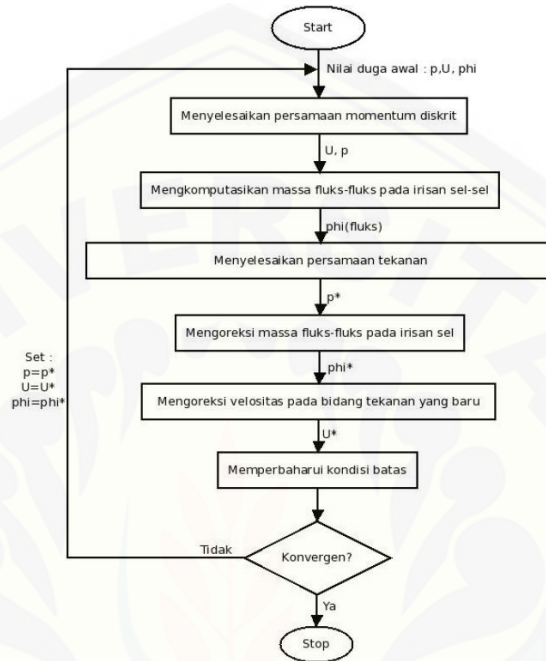 Start
Nilai duga awal : p,U, phi
Menyelesaikan persamaan momentum diskrit
U, p
Mengkomputasikan massa fluks-fluks pada irisan sel-sel
phi(fluks)
Menyelesaikan persamaan tekanan
p*
Mengoreksi massa fluks-fluks pada irisan sel
phi*
Mengoreksi velositas pada bidang tekanan yang baru
U*
Memperbaharui kondisi batas
Konvergen?
Tidak
Set :
p=p*
U=U*
phi=phi*
Ya
Stop